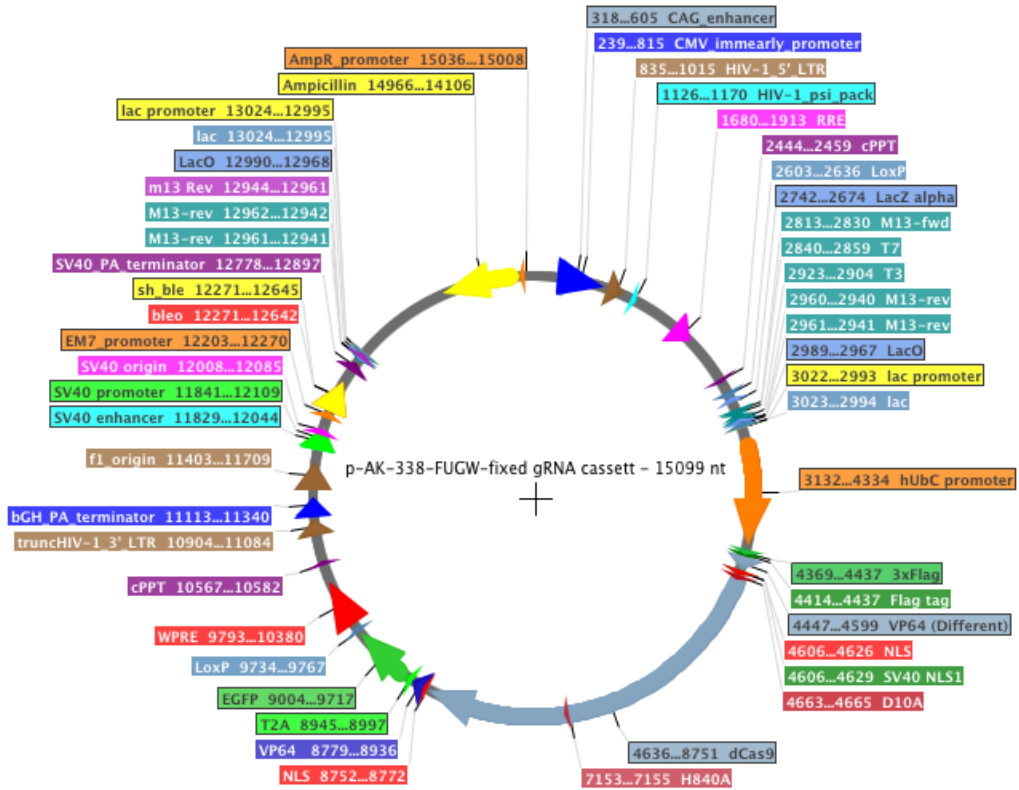 318...605 CAG_enhancer
239...815 CMV_immearly_promoter
AmpR_promoter 15036...15008
835...1015 HIV-1_5' LTR
Ampicillin 14966...14106
1126...1170 HIV-1_psi_pack
lac promoter 13024...12995
1680...1913 RRE
lac 13024...12995
2444...2459 cPPT
LacO 12990...12968
2603...2636 LoxP
m13 Rev 12944...12961
2742...2674 LacZ alpha
M13-rev 12962...12942
2813...2830 M13-fwd
M13-rev 12961...12941
2840...2859 T7
SV40_PA_terminator 12778...12897
2923...2904 T3
sh_ble 12271...12645
2960...2940 M13-rev
bleo 12271...12642
2961...2941 M13-rev
EM7_promoter 12203...12270
2989...2967 LacO
SV40 origin 12008...12085
3022...2993 lac promoter
SV40 promoter 11841...12109
3023...2994 lac
SV40 enhancer 11829...12044
f1_origin 11403...11709
p-AK-338-FUGW-fixed gRNA cassett - 15099 nt
3132...4334 hUbC promoter
bGH_PA_terminator 11113...11340
truncHIV-1_3' LTR 10904...11084
4369...4437 3xFlag
cPPT 10567...10582
4414...4437 Flag tag
4447...4599 VP64 (Different)
WPRE 9793...10380
4606...4626 NLS
LoxP 9734...9767
4606...4629 SV40 NLS1
EGFP 9004...9717
4663...4665 D10A
T2A 8945...8997
VP64 8779...8936
4636...8751 dCas9
NLS 8752...8772
7153...7155 H840A